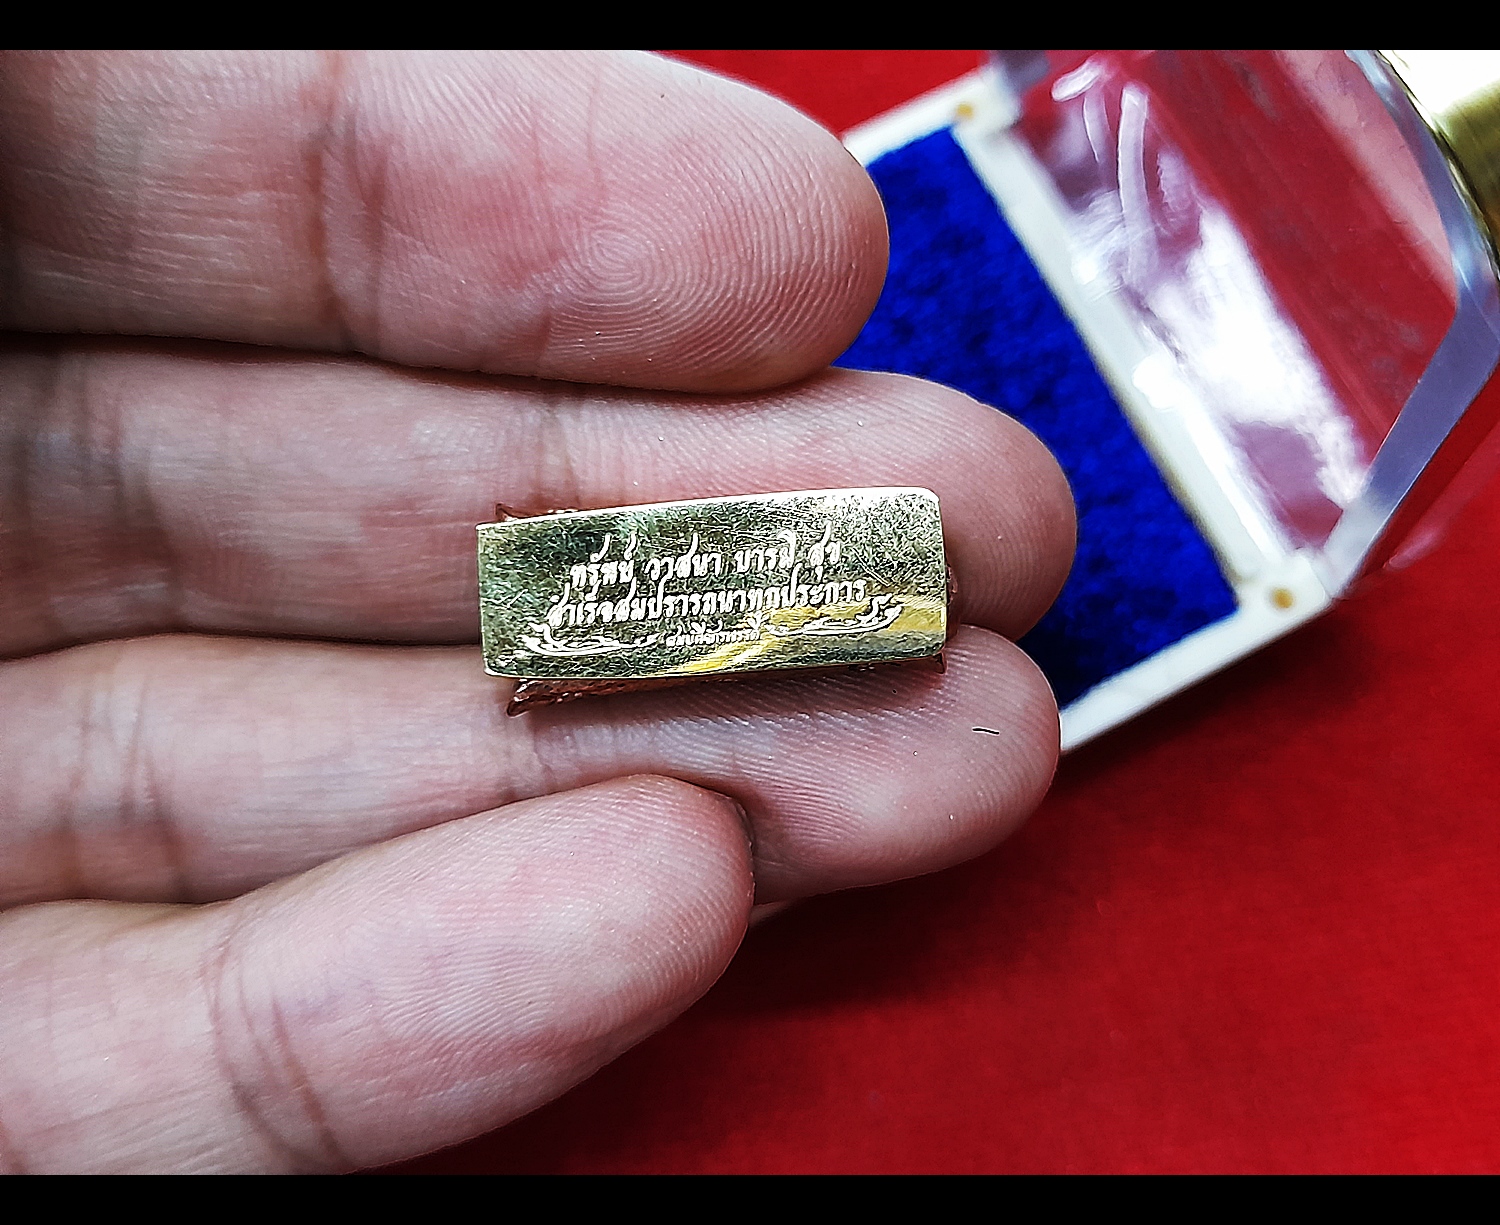 ทรัพย์ วาสนา บารมี สุข
สำเร็จสมปรารถนาทุกประการ